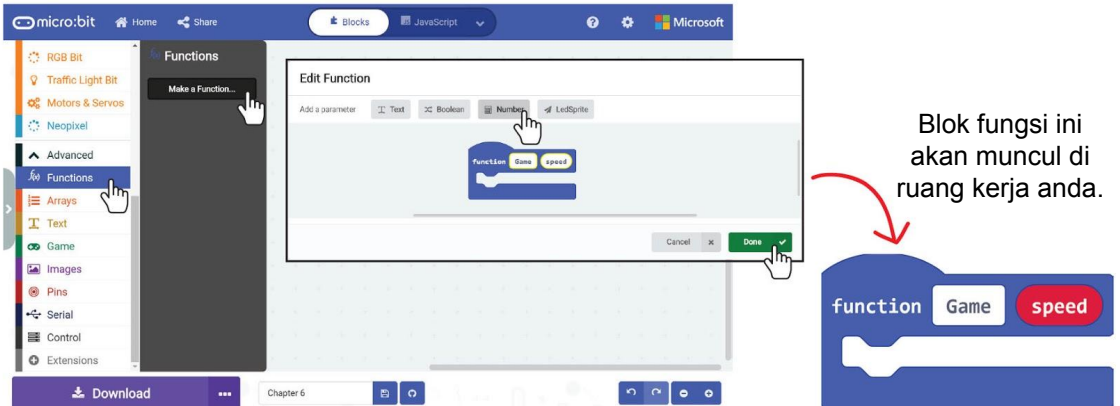 micro:bit Home Share Blocks JavaScript Microsoft
RGB Bit
Traffic Light Bit
Motors & Servos
Neopixel
Advanced
Functions
Arrays
Text
Game
Images
Pins
Serial
Control
Extensions
Functions
Make a Function...
Edit Function
Add a parameter Text Boolean Number LedSprite
function Game speed
Cancel Done
Blok fungsi ini
akan muncul di
ruang kerja anda.
function Game speed
Download Chapter 6